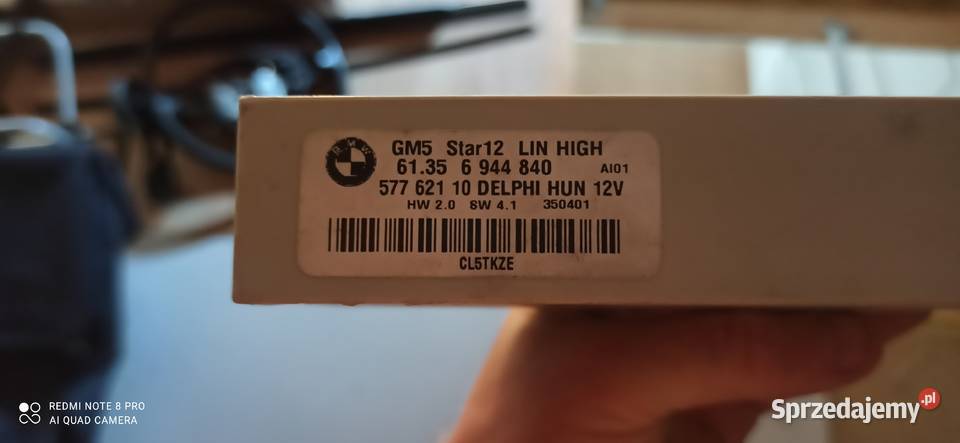 BMW
GM5 Star12 LIN HIGH
61.35 6 944 840 AI01
577 621 10 DELPHI HUN 12V
HW 2.0 SW 4.1 350401
CL5TKZE
REDMI NOTE 8 PRO
AI QUAD CAMERA
Sprzedajemy.pl